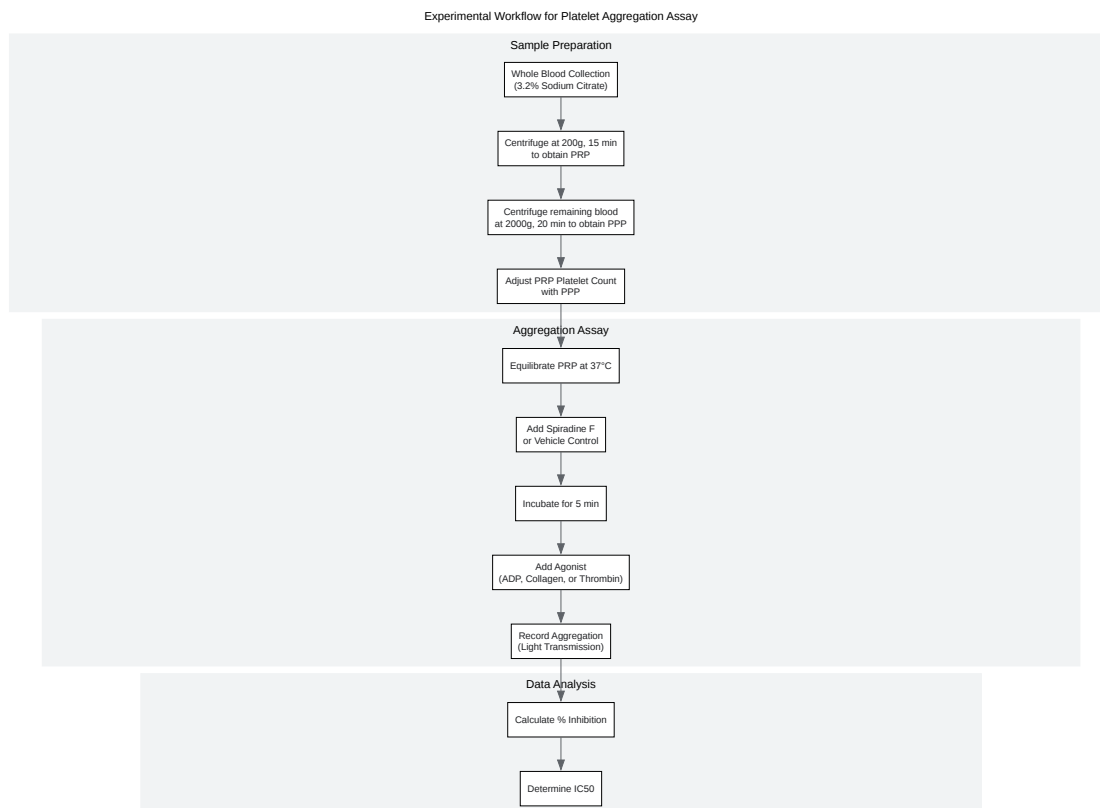 Experimental Workflow for Platelet Aggregation Assay
Sample Preparation
Whole Blood Collection
(3.2% Sodium Citrate)
Centrifuge at 200g, 15 min
to obtain PRP
Centrifuge remaining blood
at 2000g, 20 min to obtain PPP
Adjust PRP Platelet Count
with PPP
Aggregation Assay
Equilibrate PRP at 37°C
Add Spiradine F
or Vehicle Control
Incubate for 5 min
Add Agonist
(ADP, Collagen, or Thrombin)
Record Aggregation
(Light Transmission)
Data Analysis
Calculate % Inhibition
Determine IC50